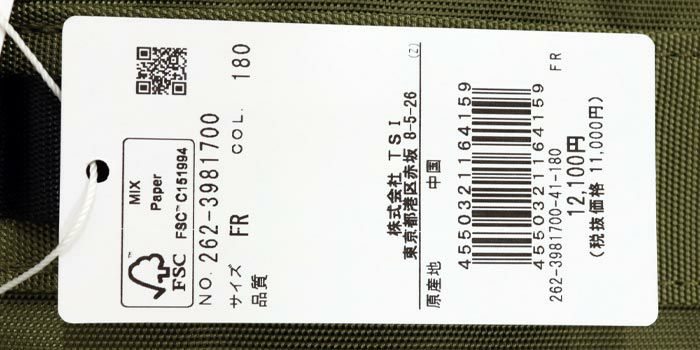 MIX
Paper
FSC™ C151994
FSC
NO. 262-3981700
サイズ FR COL. 180
品質
株式会社 TSI
東京都港区赤坂 8-5-26 (Z)
原産地 中国
4550321164159
4550321164159
262-3981700-41-180 FR
12,100円
(税抜価格 11,000円)